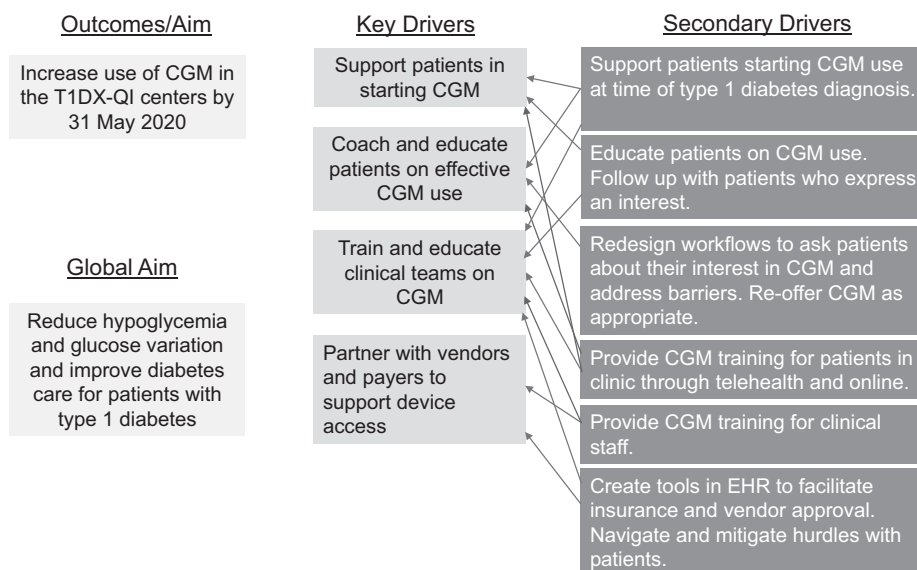 Outcomes/Aim
Increase use of CGM in
the T1DX-QI centers by
31 May 2020
Global Aim
Reduce hypoglycemia
and glucose variation
and improve diabetes
care for patients with
type 1 diabetes
Key Drivers
Support patients in
starting CGM
Coach and educate
patients on effective
CGM use
Train and educate
clinical teams on
CGM
Partner with vendors
and payers to
support device
access
Secondary Drivers
Support patients starting CGM use
at time of type 1 diabetes diagnosis.
Educate patients on CGM use.
Follow up with patients who express
an interest.
Redesign workflows to ask patients
about their interest in CGM and
address barriers. Re-offer CGM as
appropriate.
Provide CGM training for patients in
clinic through telehealth and online.
Provide CGM training for clinical
staff.
Create tools in EHR to facilitate
insurance and vendor approval.
Navigate and mitigate hurdles with
patients.